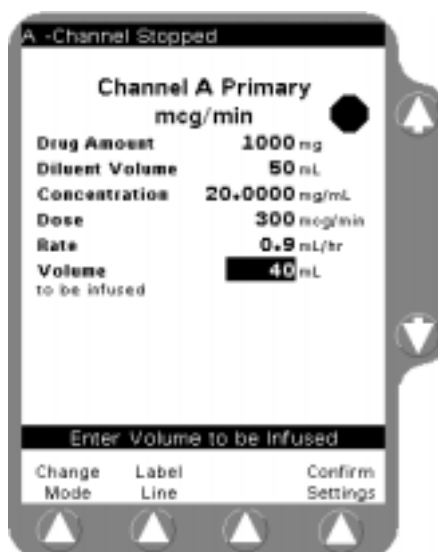 A -Channel Stopped
Channel A Primary
mcg/min
Drug Amount 1000 mg
Diluent Volume 50 mL
Concentration 20.0000 mg/mL
Dose 300 mcg/min
Rate 0.9 mL/hr
Volume 40 mL
to be infused
Enter Volume to be Infused
Change Label Confirm
Mode Line Settings